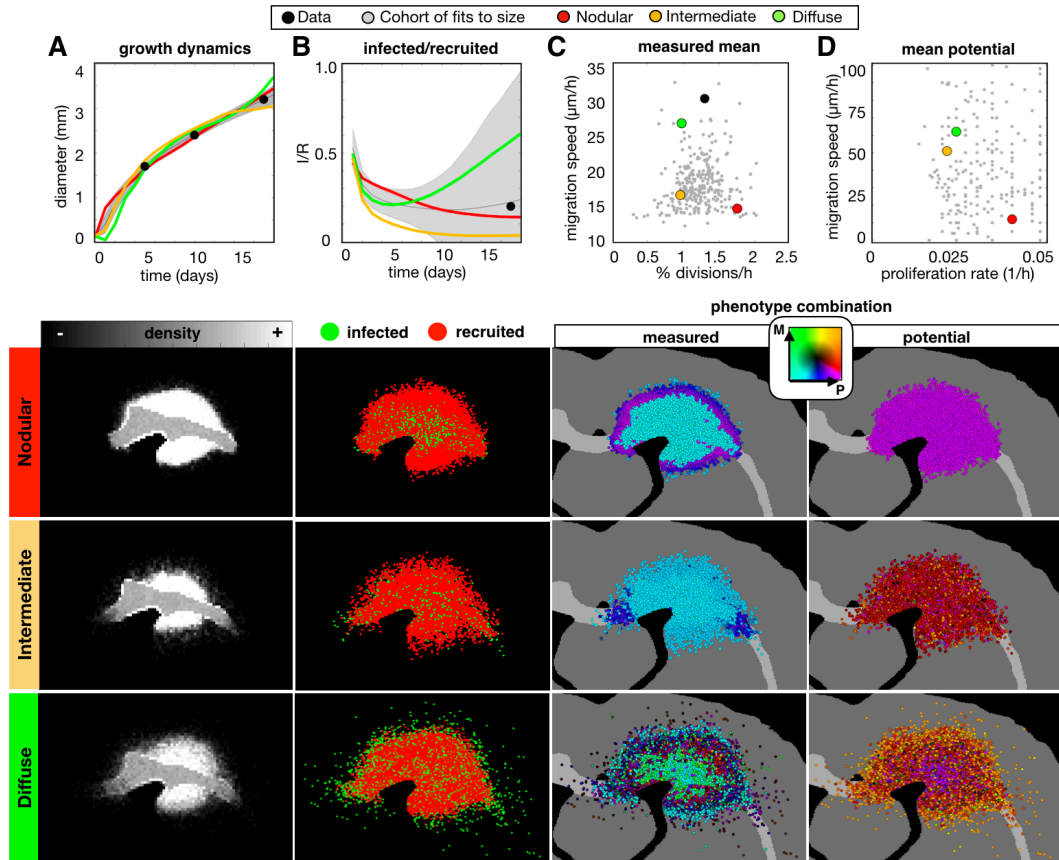 Data Cohort of fits to size Nodular Intermediate Diffuse
A growth dynamics
B infected/recruited
C measured mean
D mean potential
4
3
2
1
0
diameter (mm)
0 5 10 15
time (days)
1.0
0.5
0
I/R
0 5 10 15
time (days)
35
30
25
20
15
10
migration speed (μm/h)
0 0.5 1 1.5 2 2.5
% divisions/h
100
75
50
25
0
migration speed (μm/h)
0 0.025 0.05
proliferation rate (1/h)
phenotype combination
- density +
infected recruited
measured
M
P
potential
Nodular
Intermediate
Diffuse